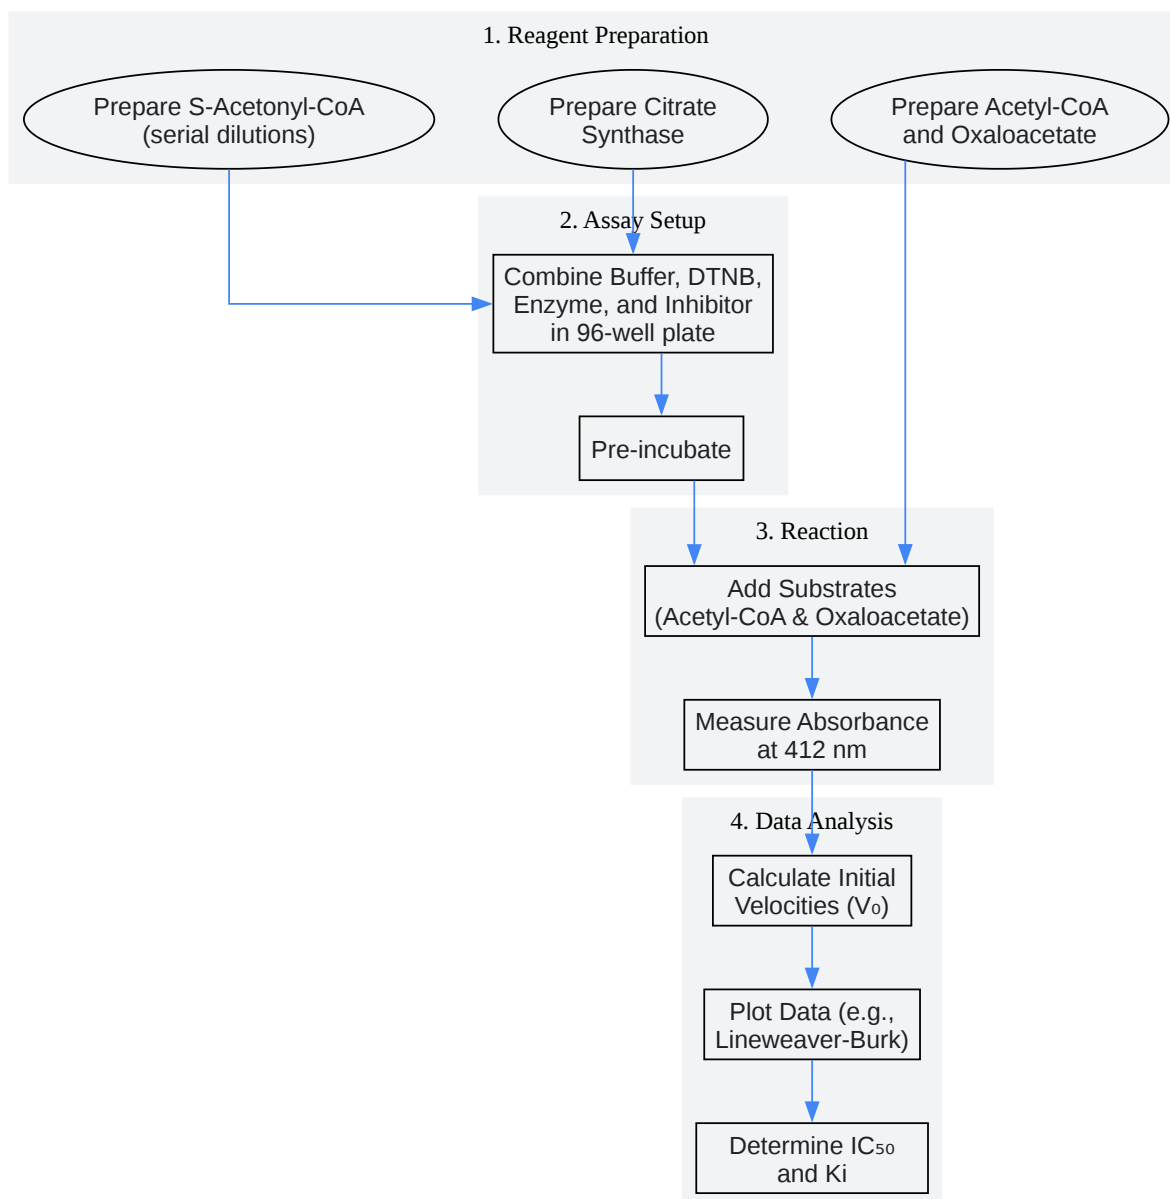 1. Reagent Preparation
Prepare S-Acetonyl-CoA
(serial dilutions)
Prepare Citrate
Synthase
Prepare Acetyl-CoA
and Oxaloacetate
2. Assay Setup
Combine Buffer, DTNB,
Enzyme, and Inhibitor
in 96-well plate
Pre-incubate
3. Reaction
Add Substrates
(Acetyl-CoA & Oxaloacetate)
Measure Absorbance
at 412 nm
4. Data Analysis
Calculate Initial
Velocities (V₀)
Plot Data (e.g.,
Lineweaver-Burk)
Determine IC₅₀
and Ki